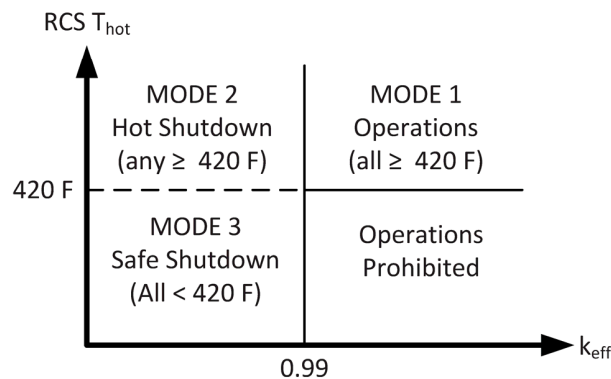 RCS Thot
MODE 2
Hot Shutdown
(any ≥ 420 F)
MODE 1
Operations
(all ≥ 420 F)
420 F
MODE 3
Safe Shutdown
(All < 420 F)
Operations
Prohibited
0.99
keff